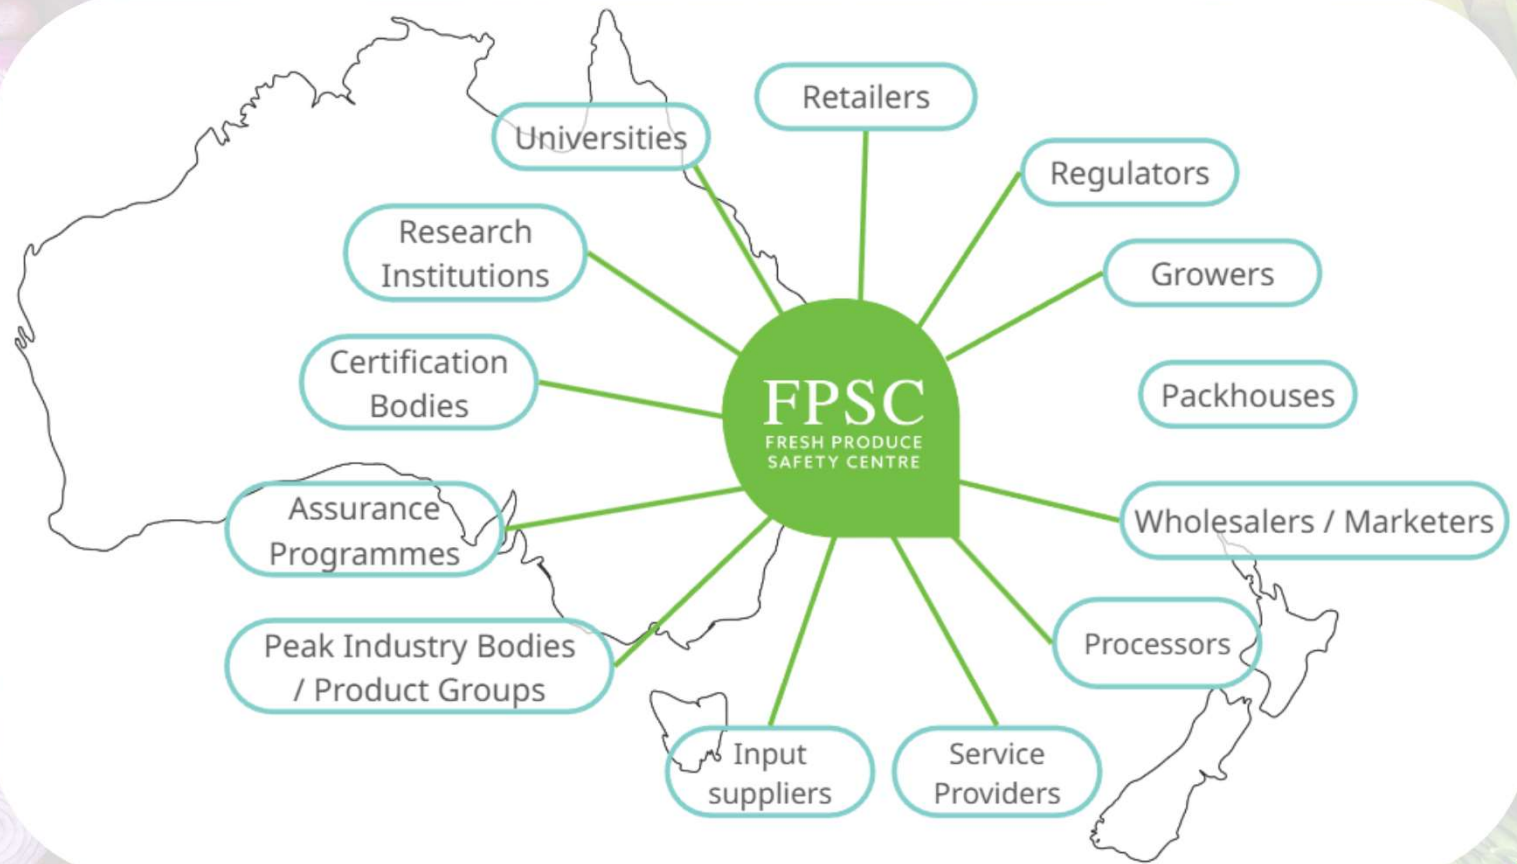 Retailers
Universities
Regulators
Research
Institutions
Growers
Certification
Bodies
FPSC
FRESH PRODUCE
SAFETY CENTRE
Packhouses
Assurance
Programmes
Wholesalers / Marketers
Peak Industry Bodies
/ Product Groups
Processors
Input
suppliers
Service
Providers